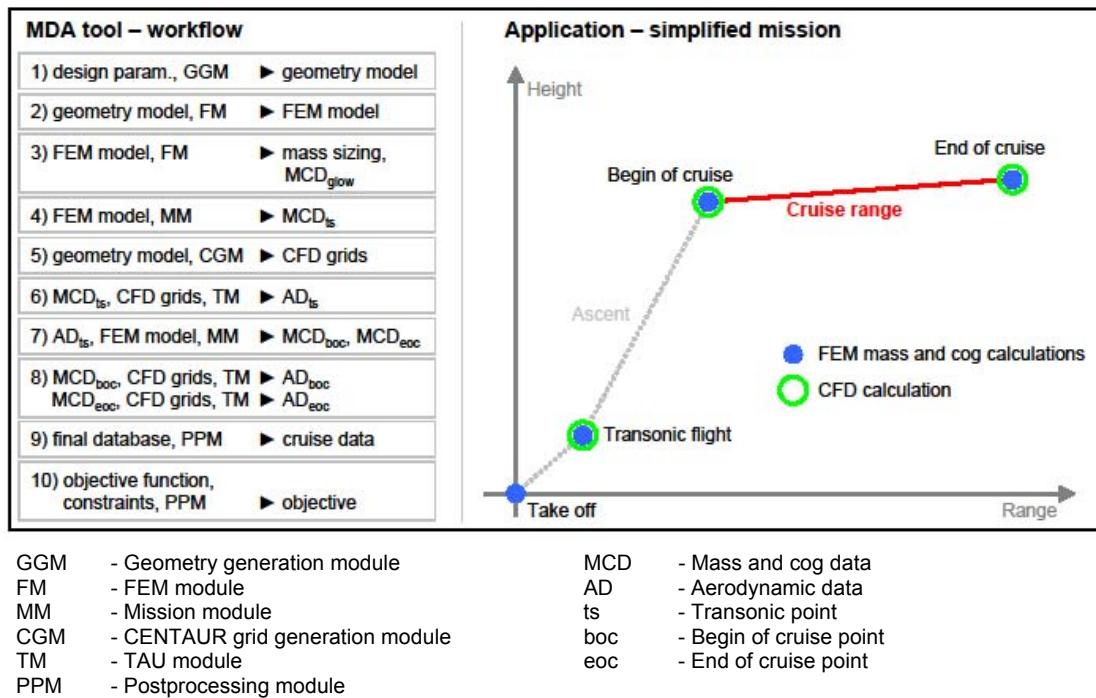 MDA tool – workflow
1) design param., GGM ► geometry model
2) geometry model, FM ► FEM model
3) FEM model, FM ► mass sizing,
MCDglow
4) FEM model, MM ► MCDts
5) geometry model, CGM ► CFD grids
6) MCDts, CFD grids, TM ► ADts
7) ADts, FEM model, MM ► MCDboc, MCDeoc
8) MCDboc, CFD grids, TM ► ADboc
MCDeoc, CFD grids, TM ► ADeoc
9) final database, PPM ► cruise data
10) objective function,
constraints, PPM ► objective
Application – simplified mission
Height
End of cruise
Begin of cruise
Cruise range
Ascent
FEM mass and cog calculations
CFD calculation
Transonic flight
Take off
Range
GGM - Geometry generation module
FM - FEM module
MM - Mission module
CGM - CENTAUR grid generation module
TM - TAU module
PPM - Postprocessing module
MCD - Mass and cog data
AD - Aerodynamic data
ts - Transonic point
boc - Begin of cruise point
eoc - End of cruise point